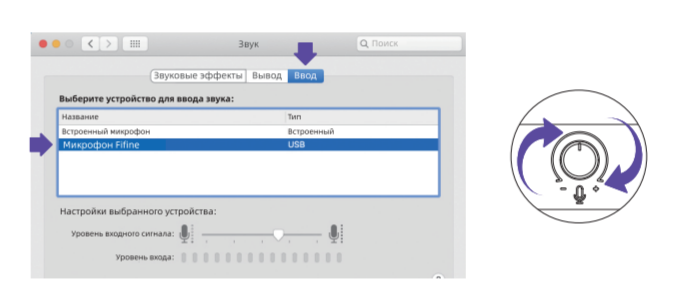 Звук
Поиск
Звуковые эффекты Вывод Ввод
Выберите устройство для ввода звука:
Название Тип
Встроенный микрофон Встроенный
Микрофон Fifine USB
Настройки выбранного устройства:
Уровень входного сигнала:
Уровень входа: